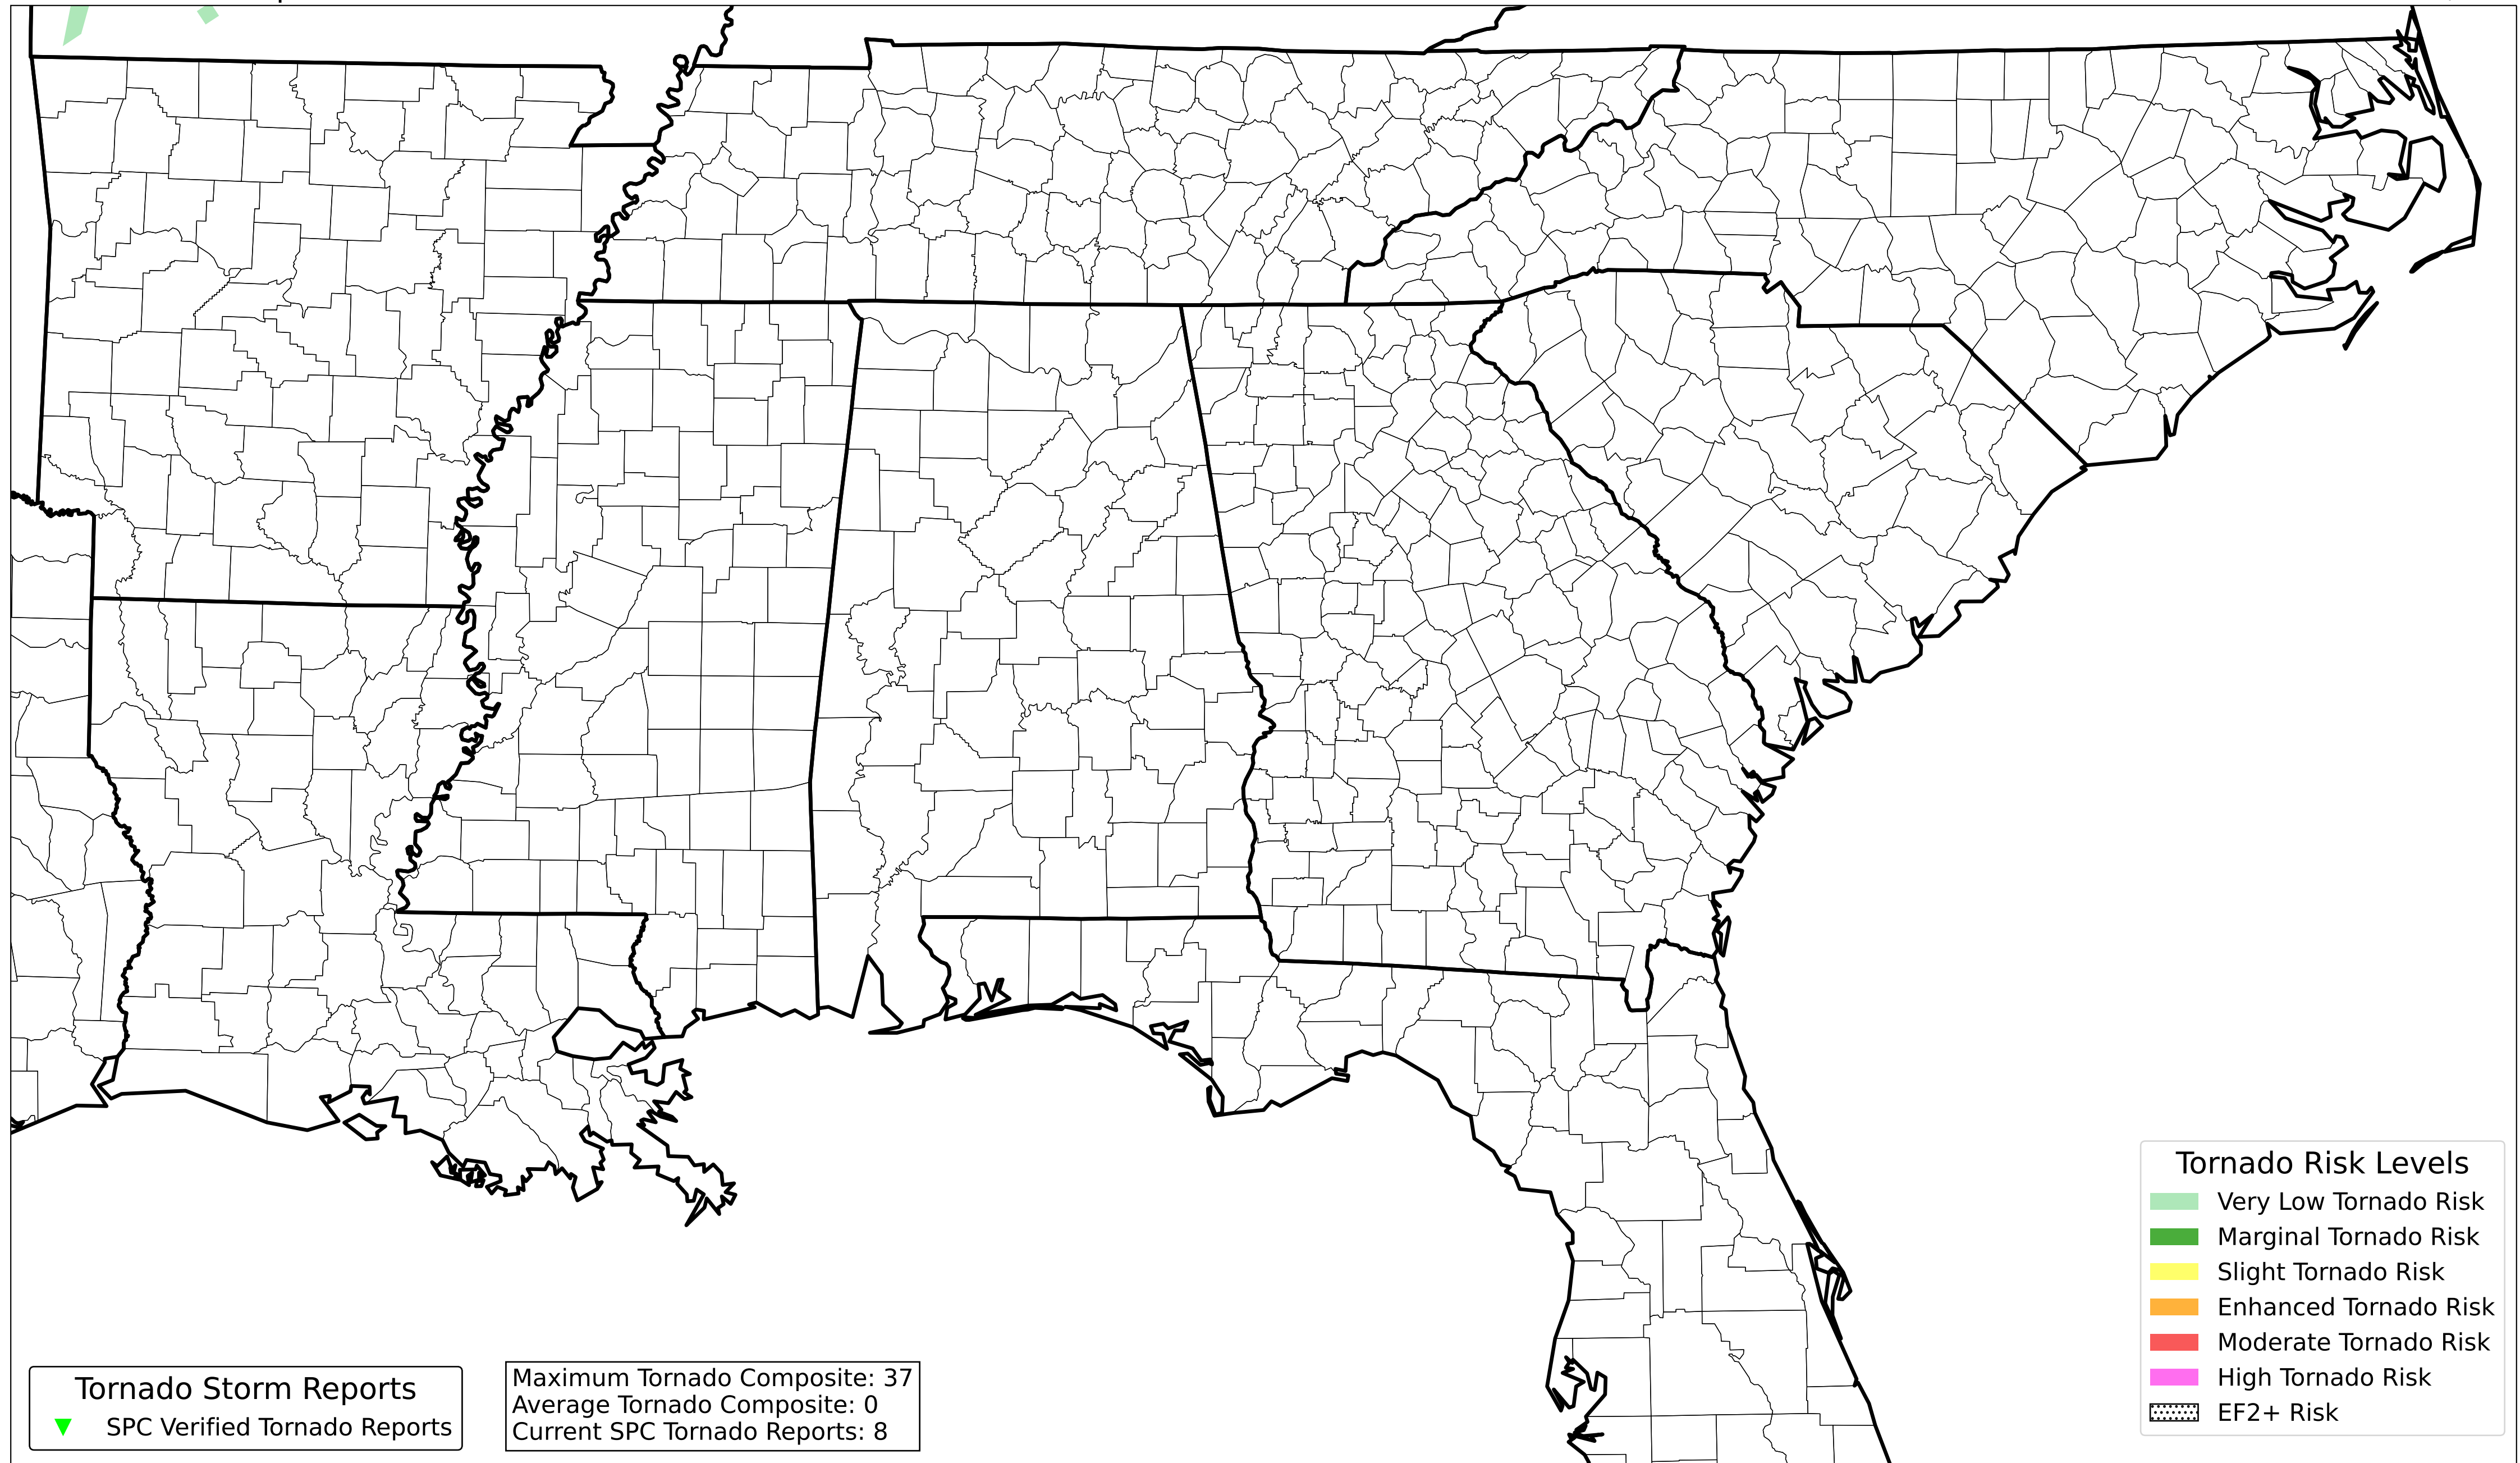 Tornado Risk Levels
Very Low Tornado Risk
Marginal Tornado Risk
Slight Tornado Risk
Enhanced Tornado Risk
Moderate Tornado Risk
High Tornado Risk
EF2+ Risk
Tornado Storm Reports
SPC Verified Tornado Reports
Maximum Tornado Composite: 37
Average Tornado Composite: 0
Current SPC Tornado Reports: 8